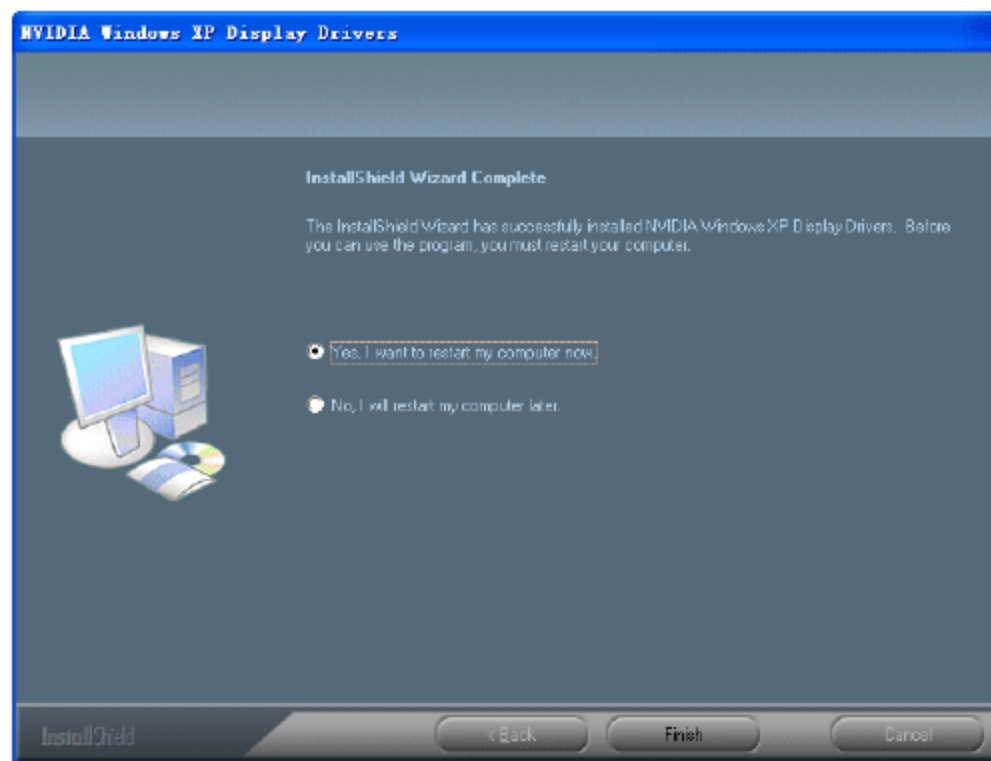 NVIDIA Windows XP Display Drivers
InstallShield Wizard Complete
The InstallShield Wizard has successfully installed NVIDIA Windows XP Display Drivers. Before
you can use the program, you must restart your computer.
Yes, I want to restart my computer now.
No, I will restart my computer later.
InstallShield
< Back
Finish
Cancel